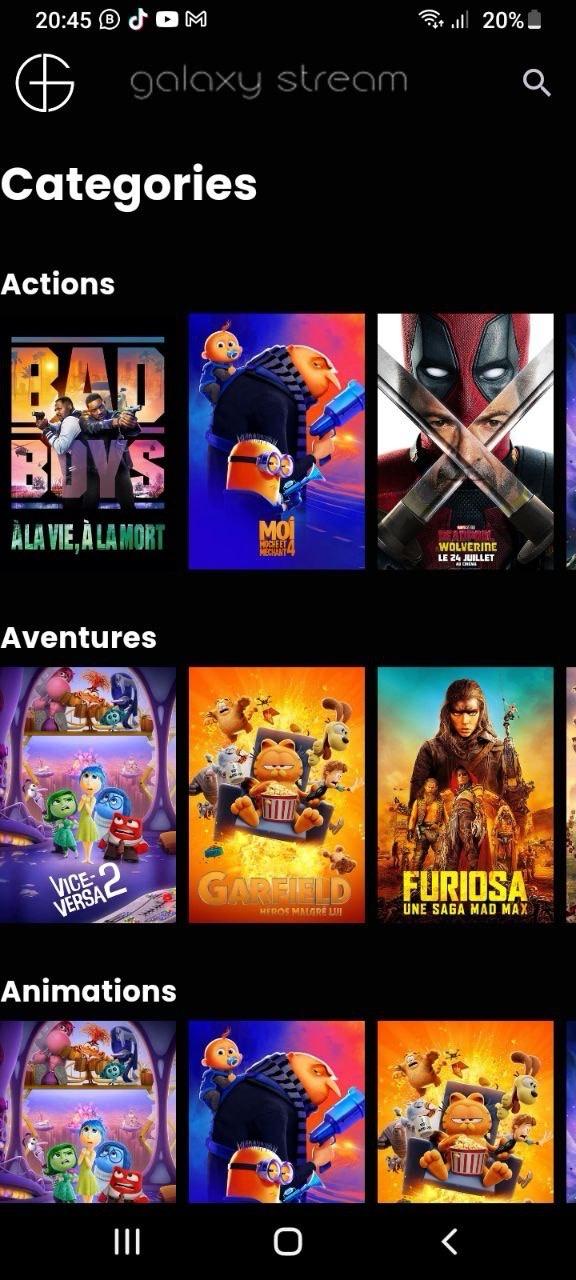 20:45
20%
galaxy stream
Categories
Actions
BAD
BOYS
À LA VIE, À LA MORT
MOI
MOCHE ET
MÉCHANT 4
DEADPOOL
WOLVERINE
LE 24 JUILLET
AU CINÉMA
Aventures
VICE-
VERSA 2
GARFIELD
HÉROS MALGRÉ LUI
FURIOSA
UNE SAGA MAD MAX
Animations